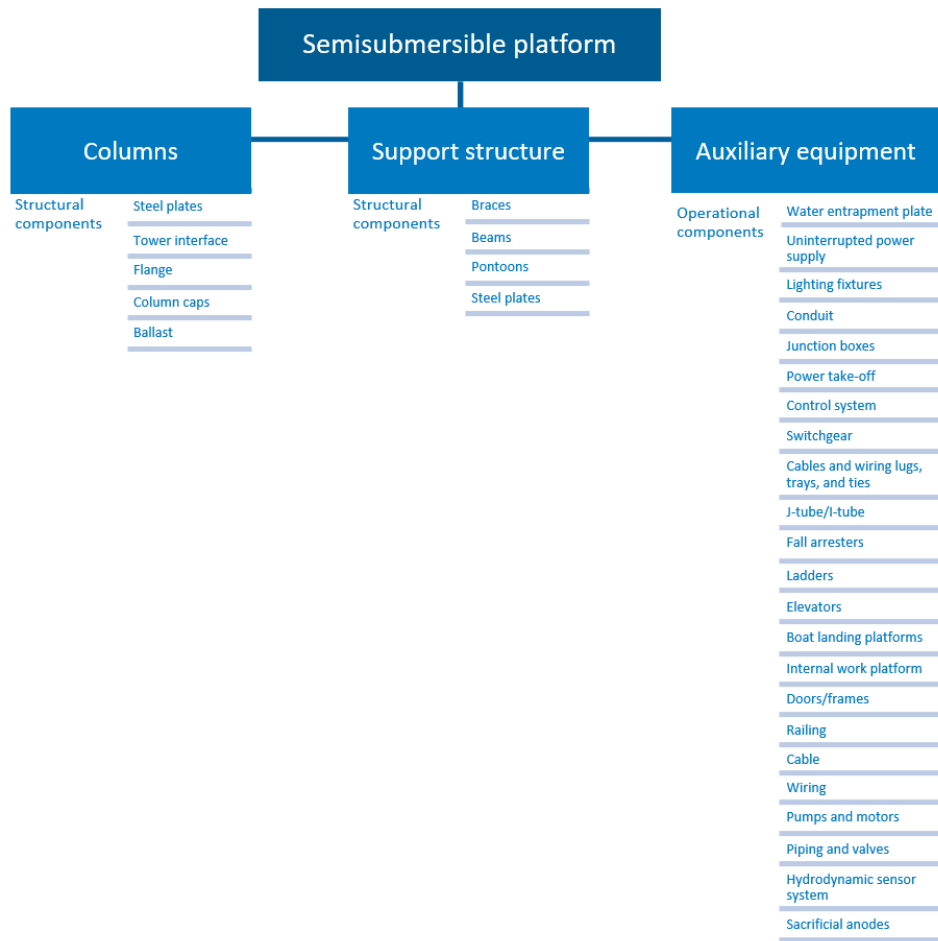 Semisubmersible platform
Columns
Structural
components
Steel plates
Tower interface
Flange
Column caps
Ballast
Support structure
Structural
components
Braces
Beams
Pontoons
Steel plates
Auxiliary equipment
Operational
components
Water entrapment plate
Uninterrupted power
supply
Lighting fixtures
Conduit
Junction boxes
Power take-off
Control system
Switchgear
Cables and wiring lugs,
trays, and ties
J-tube/I-tube
Fall arresters
Ladders
Elevators
Boat landing platforms
Internal work platform
Doors/frames
Railing
Cable
Wiring
Pumps and motors
Piping and valves
Hydrodynamic sensor
system
Sacrificial anodes